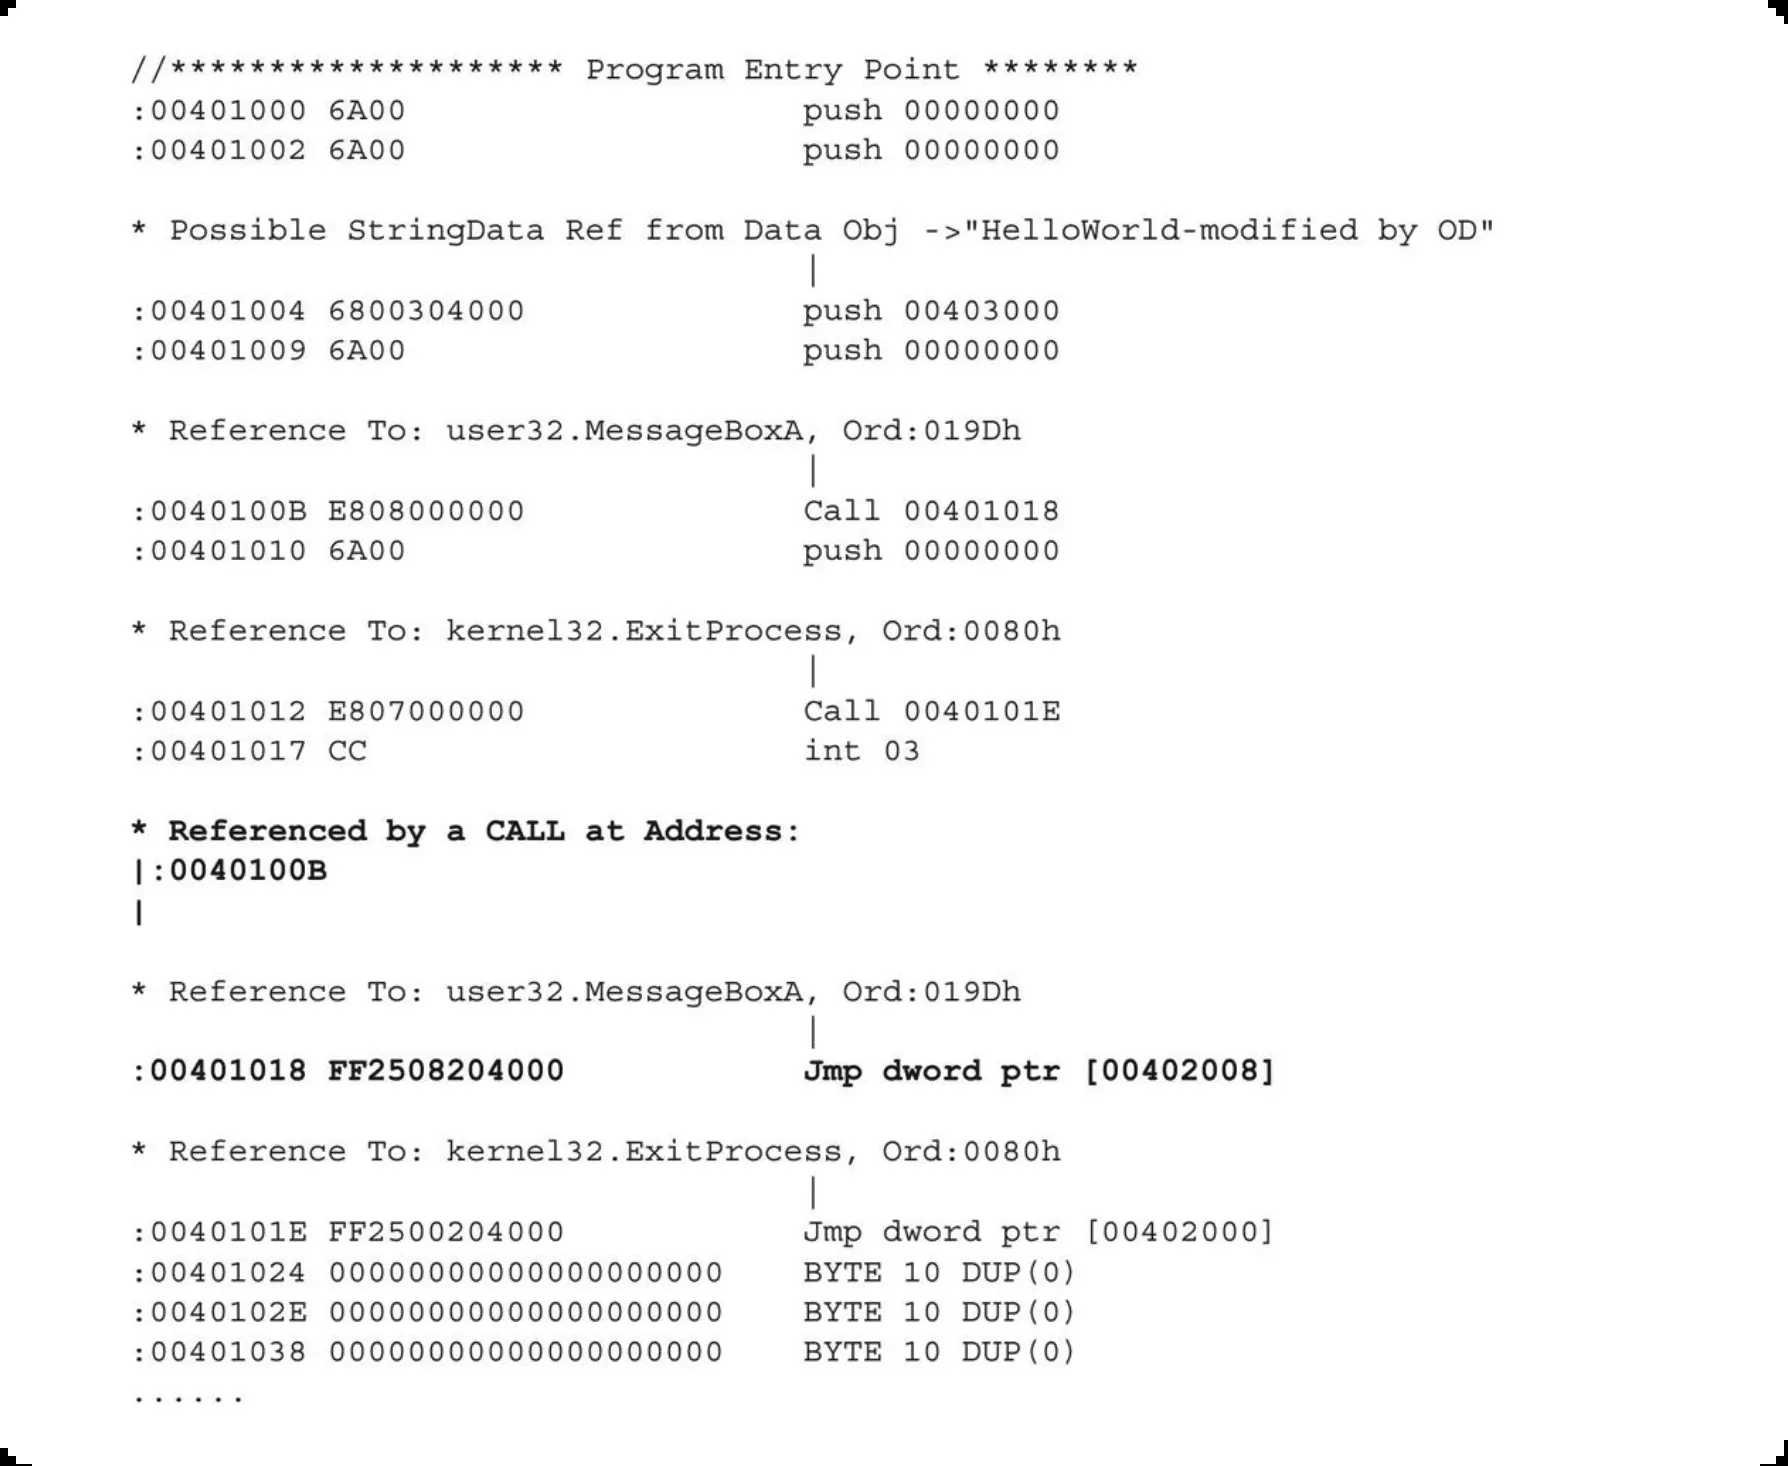 //******************** Program Entry Point ********
:00401000 6A00                    push 00000000
:00401002 6A00                    push 00000000
* Possible StringData Ref from Data Obj ->"HelloWorld-modified by OD"
|
:00401004 6800304000              push 00403000
:00401009 6A00                    push 00000000
* Reference To: user32.MessageBoxA, Ord:019Dh
|
:0040100B E808000000              Call 00401018
:00401010 6A00                    push 00000000
* Reference To: kernel32.ExitProcess, Ord:0080h
|
:00401012 E807000000              Call 0040101E
:00401017 CC                      int 03
* Referenced by a CALL at Address:
|:0040100B
|
* Reference To: user32.MessageBoxA, Ord:019Dh
|
:00401018 FF2508204000            Jmp dword ptr [00402008]
* Reference To: kernel32.ExitProcess, Ord:0080h
|
:0040101E FF2500204000            Jmp dword ptr [00402000]
:00401024 00000000000000000000    BYTE 10 DUP(0)
:0040102E 00000000000000000000    BYTE 10 DUP(0)
:00401038 00000000000000000000    BYTE 10 DUP(0)
......